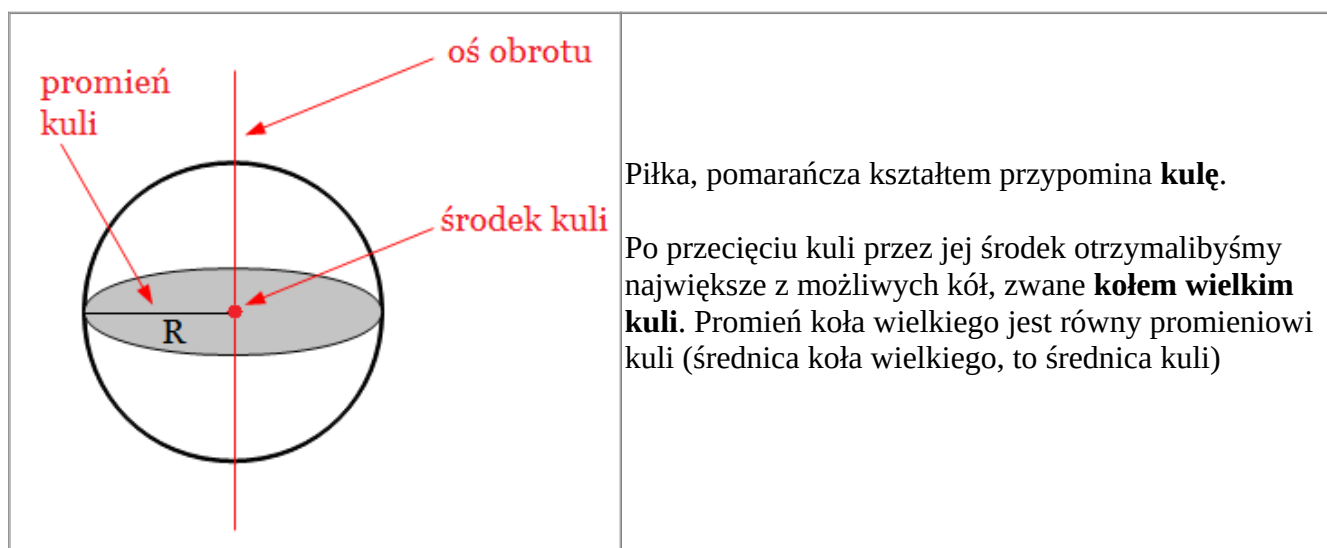 oś obrotu
promień
kuli
środek kuli
R
Piłka, pomarańcza kształtem przypomina kulę.
Po przecięciu kuli przez jej środek otrzymalibyśmy
największe z możliwych kół, zwane kołem wielkim
kuli. Promień koła wielkiego jest równy promieniowi
kuli (średnica koła wielkiego, to średnica kuli)